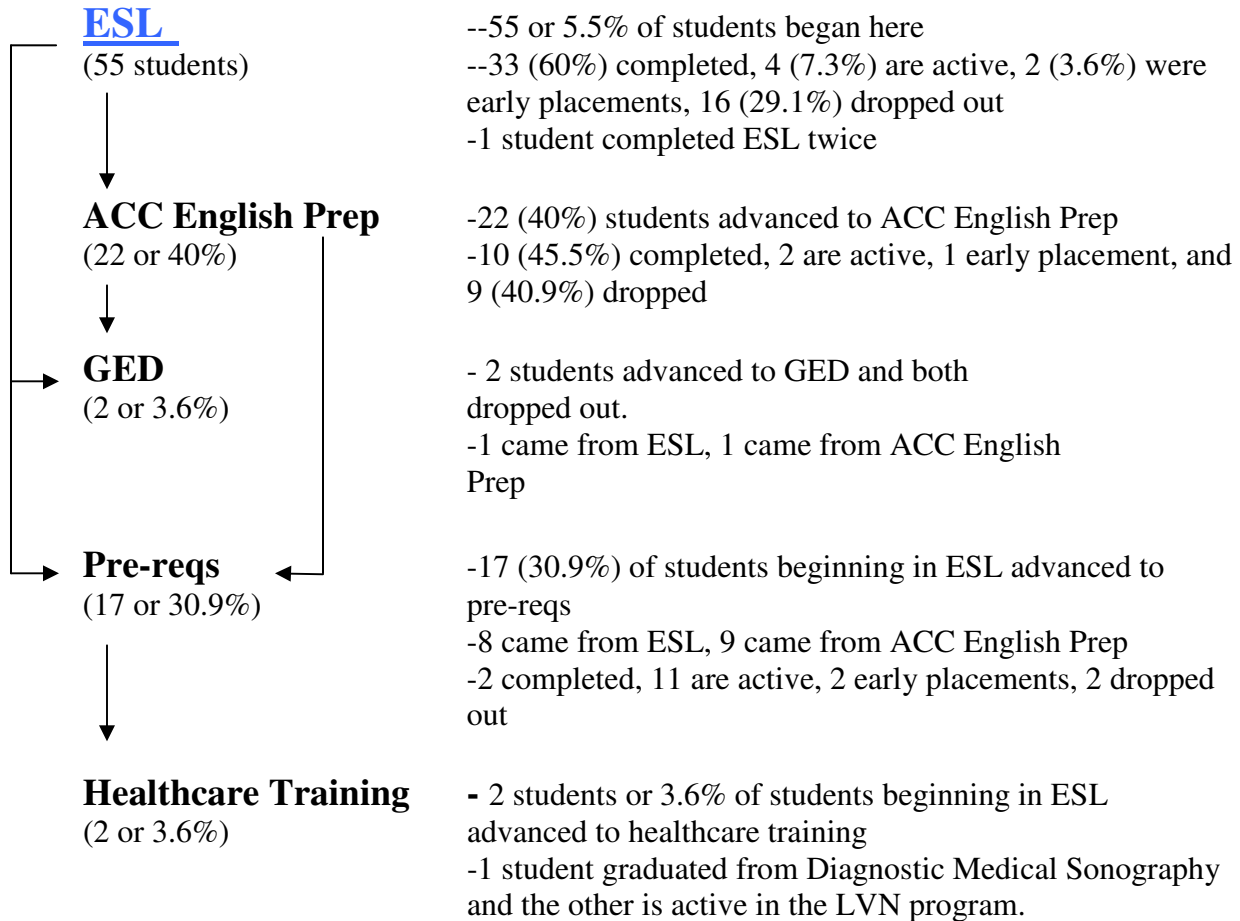 ESL
(55 students)
--55 or 5.5% of students began here
--33 (60%) completed, 4 (7.3%) are active, 2 (3.6%) were
early placements, 16 (29.1%) dropped out
-1 student completed ESL twice
ACC English Prep
(22 or 40%)
-22 (40%) students advanced to ACC English Prep
-10 (45.5%) completed, 2 are active, 1 early placement, and
9 (40.9%) dropped
GED
(2 or 3.6%)
- 2 students advanced to GED and both
dropped out.
-1 came from ESL, 1 came from ACC English
Prep
Pre-reqs
(17 or 30.9%)
-17 (30.9%) of students beginning in ESL advanced to
pre-reqs
-8 came from ESL, 9 came from ACC English Prep
-2 completed, 11 are active, 2 early placements, 2 dropped
out
Healthcare Training
(2 or 3.6%)
- 2 students or 3.6% of students beginning in ESL
advanced to healthcare training
-1 student graduated from Diagnostic Medical Sonography
and the other is active in the LVN program.